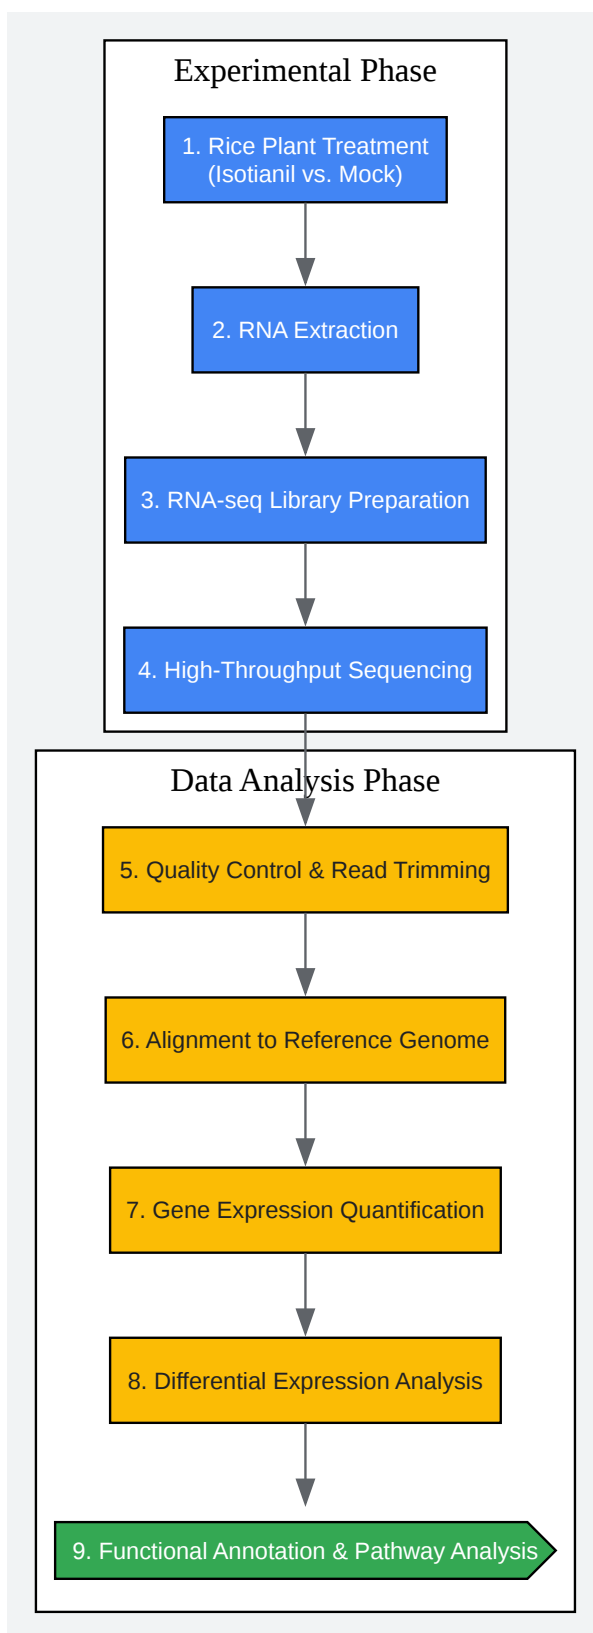 Experimental Phase
1. Rice Plant Treatment
(Isotianil vs. Mock)
2. RNA Extraction
3. RNA-seq Library Preparation
4. High-Throughput Sequencing
Data Analysis Phase
5. Quality Control & Read Trimming
6. Alignment to Reference Genome
7. Gene Expression Quantification
8. Differential Expression Analysis
9. Functional Annotation & Pathway Analysis